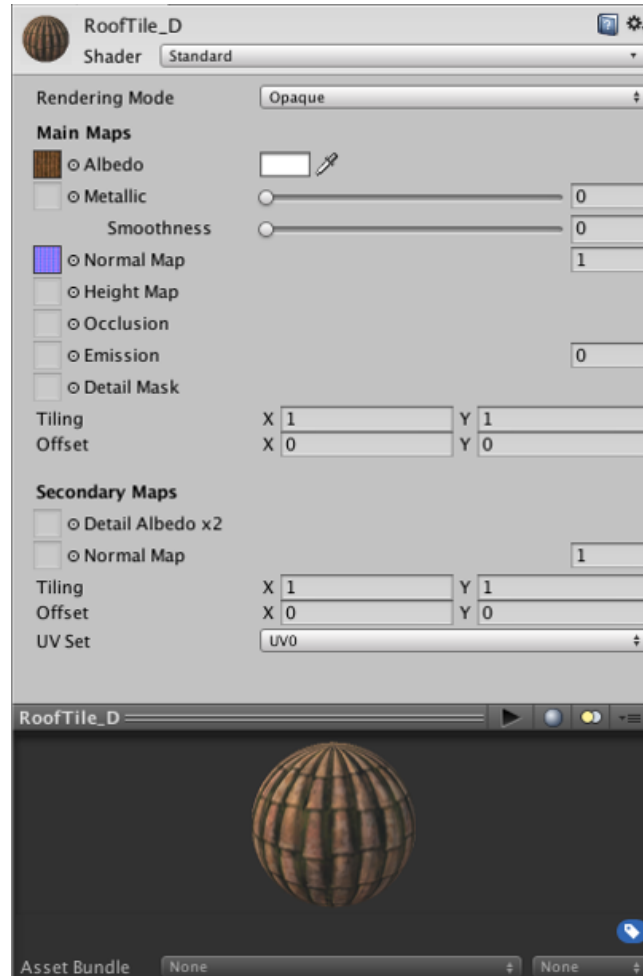 RoofTile_D
Shader Standard
Rendering Mode Opaque
Main Maps
Albedo
Metallic 0
Smoothness 0
Normal Map 1
Height Map
Occlusion
Emission 0
Detail Mask
Tiling X 1 Y 1
Offset X 0 Y 0
Secondary Maps
Detail Albedo x2
Normal Map 1
Tiling X 1 Y 1
Offset X 0 Y 0
UV Set UV0
RoofTile_D
Asset Bundle None None